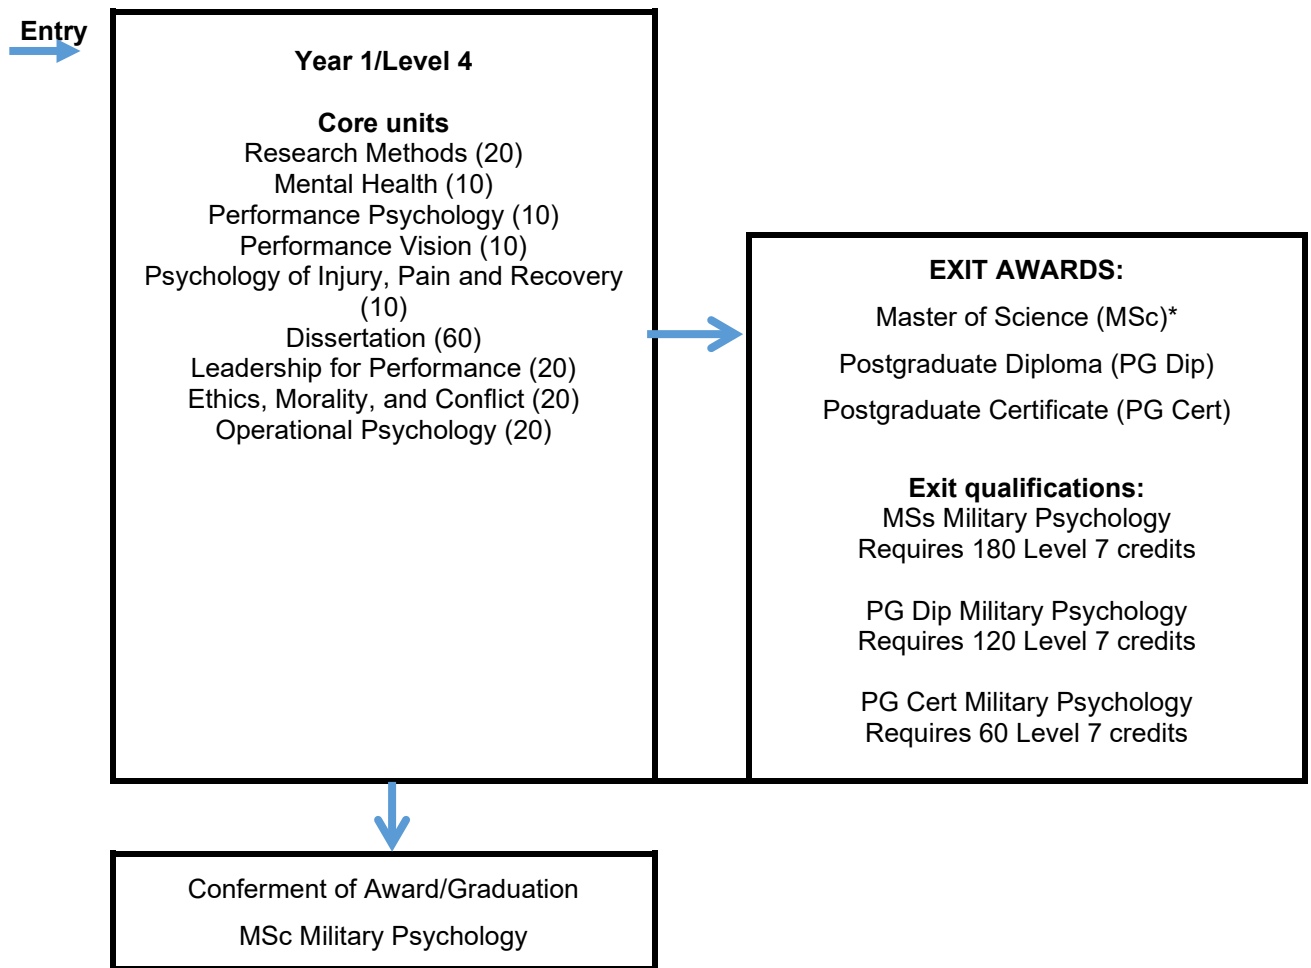 Entry
Year 1/Level 4
Core units
Research Methods (20)
Mental Health (10)
Performance Psychology (10)
Performance Vision (10)
Psychology of Injury, Pain and Recovery
(10)
Dissertation (60)
Leadership for Performance (20)
Ethics, Morality, and Conflict (20)
Operational Psychology (20)
EXIT AWARDS:
Master of Science (MSc)*
Postgraduate Diploma (PG Dip)
Postgraduate Certificate (PG Cert)
Exit qualifications:
MSs Military Psychology
Requires 180 Level 7 credits
PG Dip Military Psychology
Requires 120 Level 7 credits
PG Cert Military Psychology
Requires 60 Level 7 credits
Conferment of Award/Graduation
MSc Military Psychology